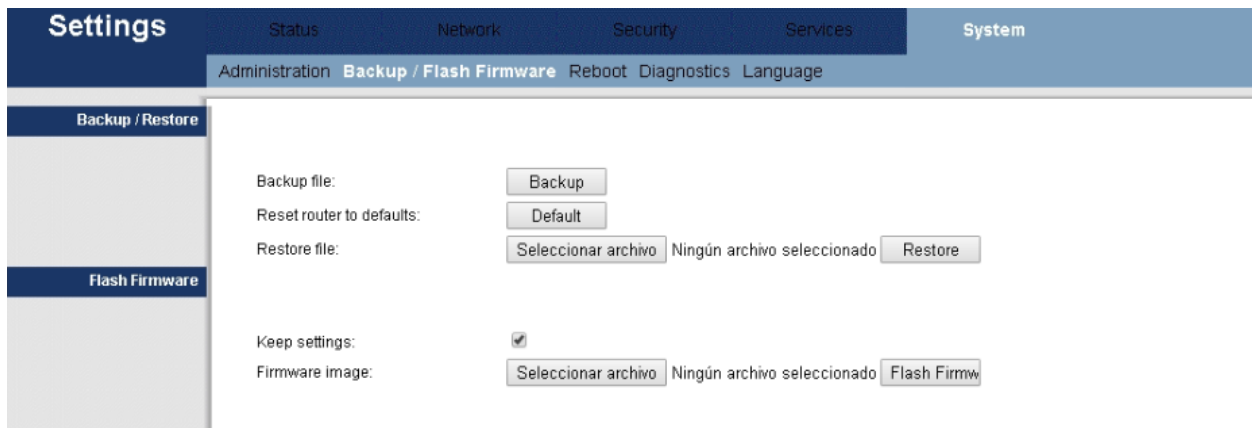 Settings Status Network Security Services System
Administration Backup / Flash Firmware Reboot Diagnostics Language
Backup / Restore
Backup file: Backup
Reset router to defaults: Default
Restore file: Seleccionar archivo Ningún archivo seleccionado Restore
Flash Firmware
Keep settings:
Firmware image: Seleccionar archivo Ningún archivo seleccionado Flash Firmw